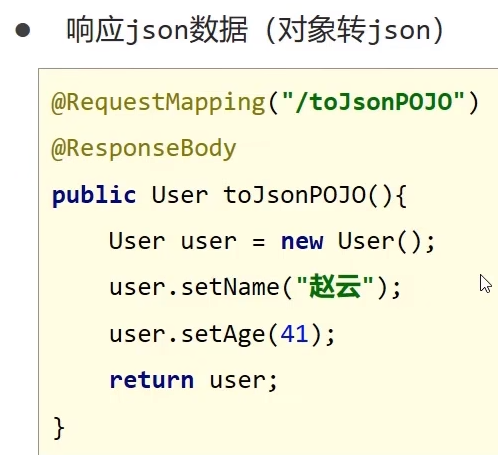 ● 响应json数据（对象转json）
@RequestMapping("/toJsonPOJO")
@ResponseBody
public User toJsonPOJO(){
    User user = new User();
    user.setName("赵云");
    user.setAge(41);
    return user;
}